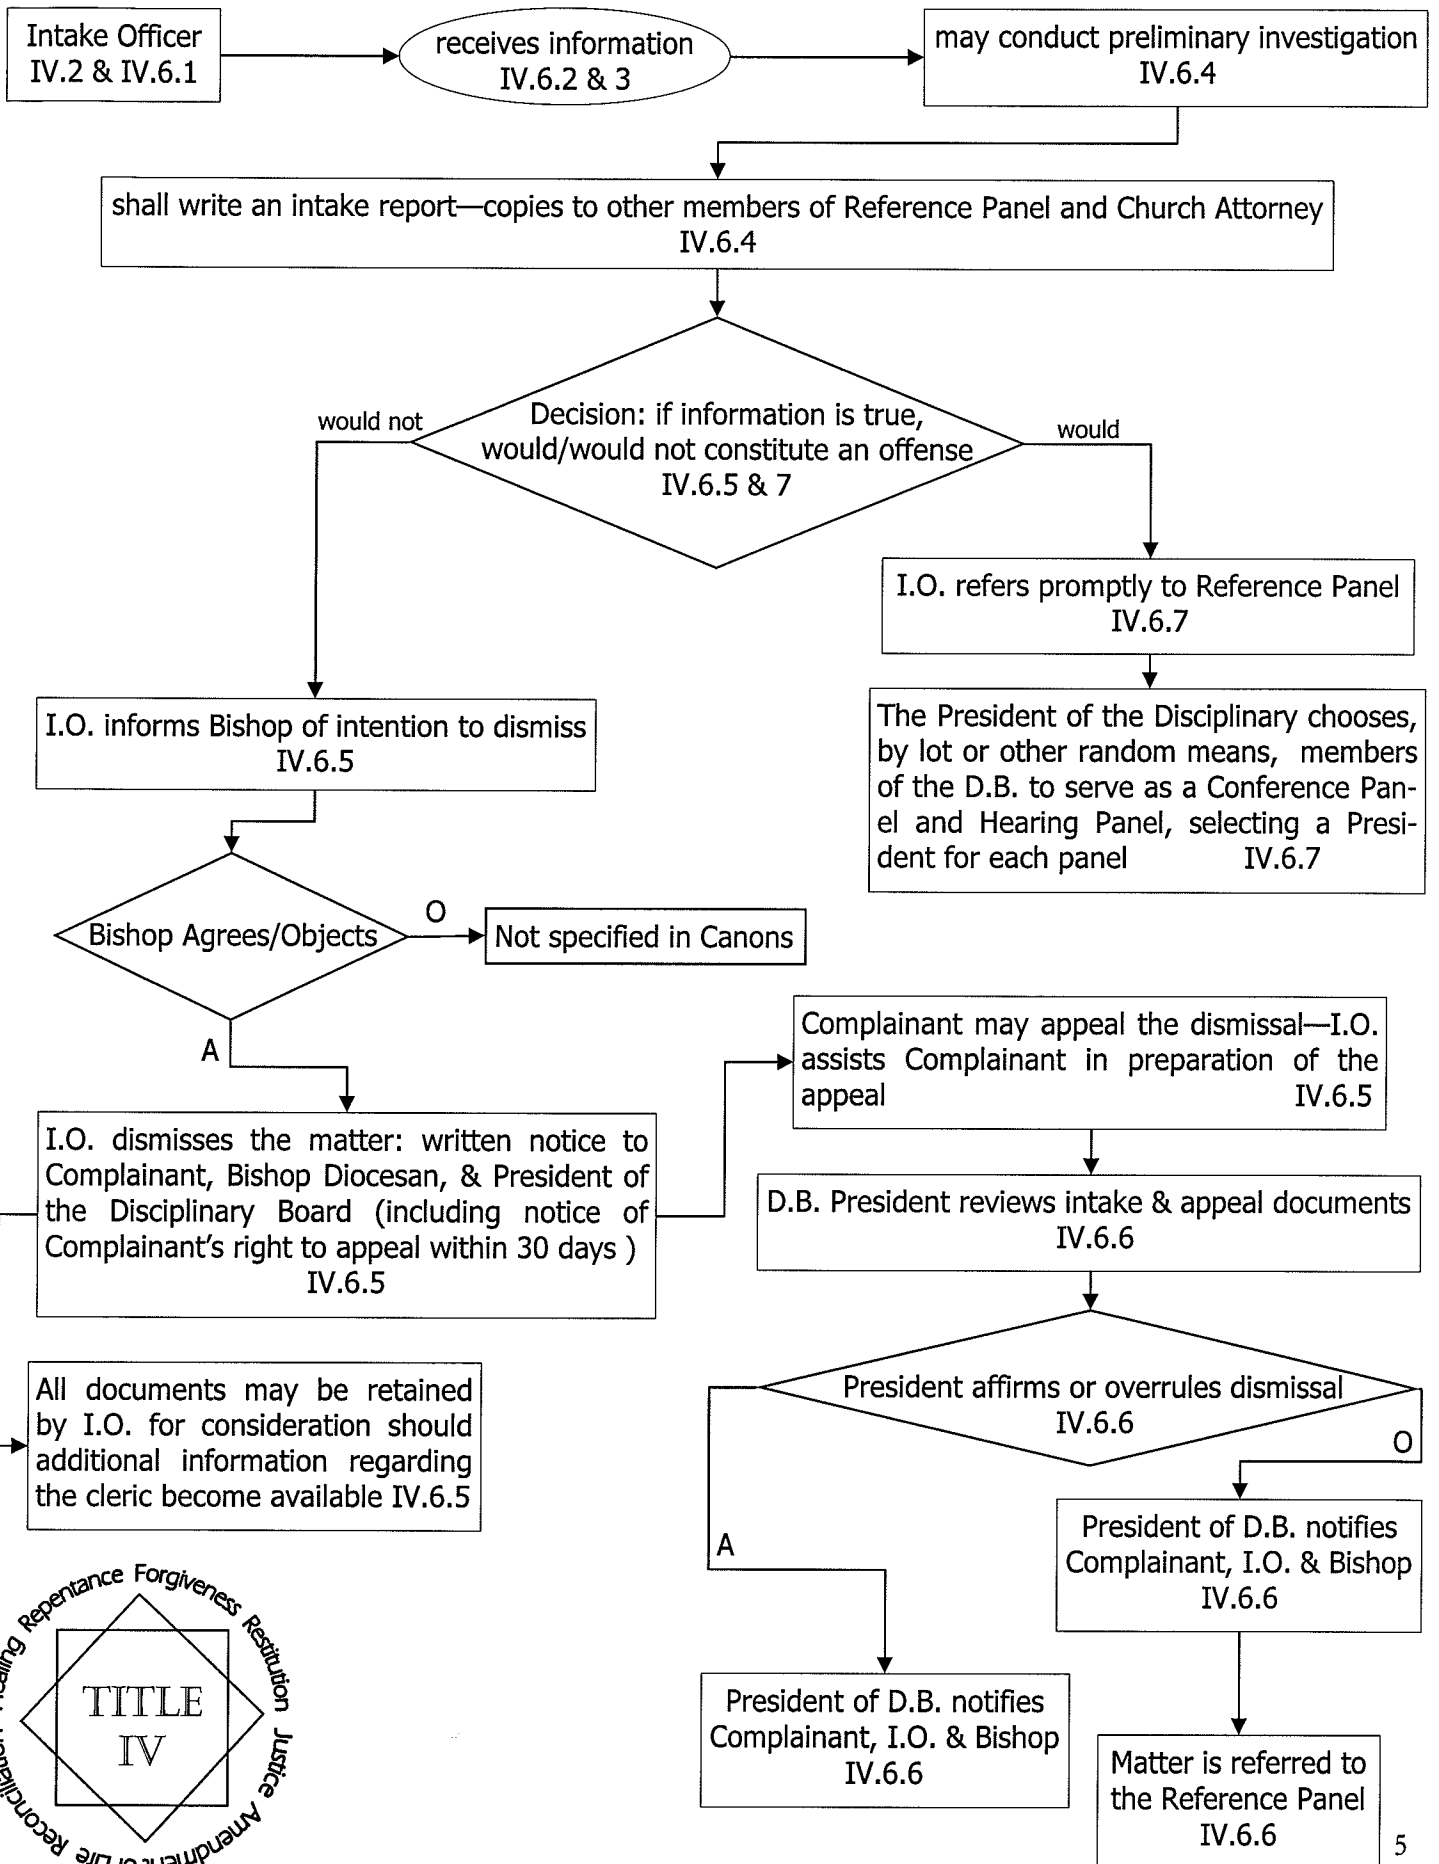 Intake Officer
IV.2 & IV.6.1
receives information
IV.6.2 & 3
may conduct preliminary investigation
IV.6.4
shall write an intake report—copies to other members of Reference Panel and Church Attorney
IV.6.4
Decision: if information is true,
would/would not constitute an offense
IV.6.5 & 7
would not
would
I.O. refers promptly to Reference Panel
IV.6.7
The President of the Disciplinary chooses,
by lot or other random means, members
of the D.B. to serve as a Conference Pan-
el and Hearing Panel, selecting a Presi-
dent for each panel IV.6.7
I.O. informs Bishop of intention to dismiss
IV.6.5
Bishop Agrees/Objects
O
Not specified in Canons
A
I.O. dismisses the matter: written notice to
Complainant, Bishop Diocesan, & President of
the Disciplinary Board (including notice of
Complainant's right to appeal within 30 days )
IV.6.5
Complainant may appeal the dismissal—I.O.
assists Complainant in preparation of the
appeal IV.6.5
D.B. President reviews intake & appeal documents
IV.6.6
President affirms or overrules dismissal
IV.6.6
O
A
All documents may be retained
by I.O. for consideration should
additional information regarding
the cleric become available IV.6.5
President of D.B. notifies
Complainant, I.O. & Bishop
IV.6.6
President of D.B. notifies
Complainant, I.O. & Bishop
IV.6.6
Matter is referred to
the Reference Panel
IV.6.6
Repentance Forgiveness Restitution Justice Amendment of Life
TITLE
IV
5